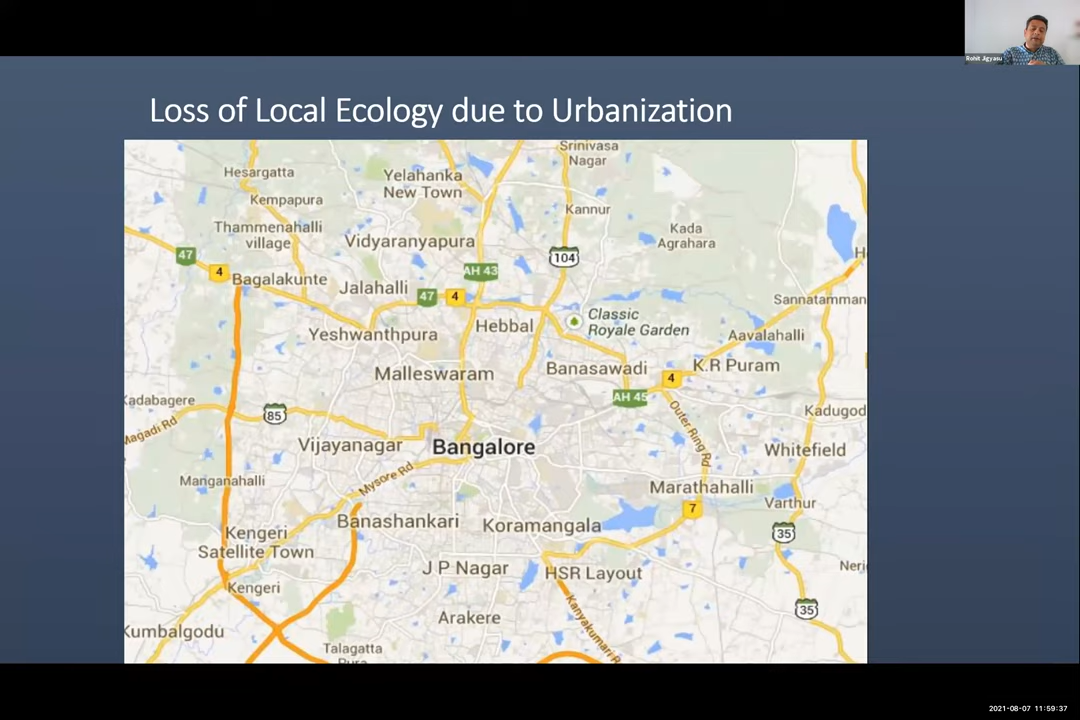 Rohit Jigyasu
Loss of Local Ecology due to Urbanization
Srinivasa
Nagar
Hesargatta
Yelahanka
New Town
Kempapura
Kannur
Thammenahalli
village
Vidyaranyapura
Kada
Agrahara
47
4
Bagalakunte
AH 43
104
H
Jalahalli
47
4
Sannatamman
Classic
Royale Garden
Yeshwanthpura
Hebbal
Aavalahalli
Malleswaram
Banasawadi
4
K.R Puram
AH 45
Kadabagere
85
Outer Ring Rd
Kadugod
Magadi Rd
Vijayanagar
Bangalore
Whitefield
Mysore Rd
Manganahalli
Marathahalli
Varthur
7
Banashankari
Koramangala
35
Kengeri
Satellite Town
J P Nagar
HSR Layout
Neri
Kengeri
35
Kanyakumari R
Arakere
Kumbalgodu
Talagatta
Pura
2021-08-07 11:59:37